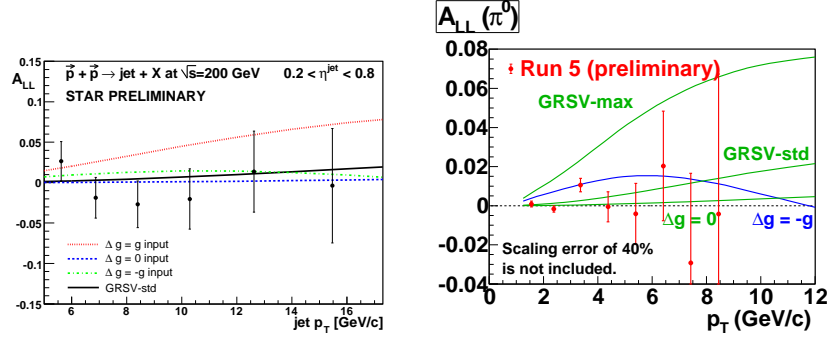 p + p → jet + X at √s=200 GeV 0.2 < η^jet < 0.8
A_LL
STAR PRELIMINARY
0.15
0.1
0.05
0
-0.05
-0.1
-0.15
Δ g = g input
Δ g = 0 input
Δ g = -g input
GRSV-std
6 8 10 12 14 16
jet p_T [GeV/c]
A_LL (π^0)
0.08
0.06
0.04
0.02
0.00
-0.02
-0.04
Run 5 (preliminary)
GRSV-max
GRSV-std
Δg = 0 Δg = -g
Scaling error of 40%
is not included.
0 2 4 6 8 10 12
p_T (GeV/c)